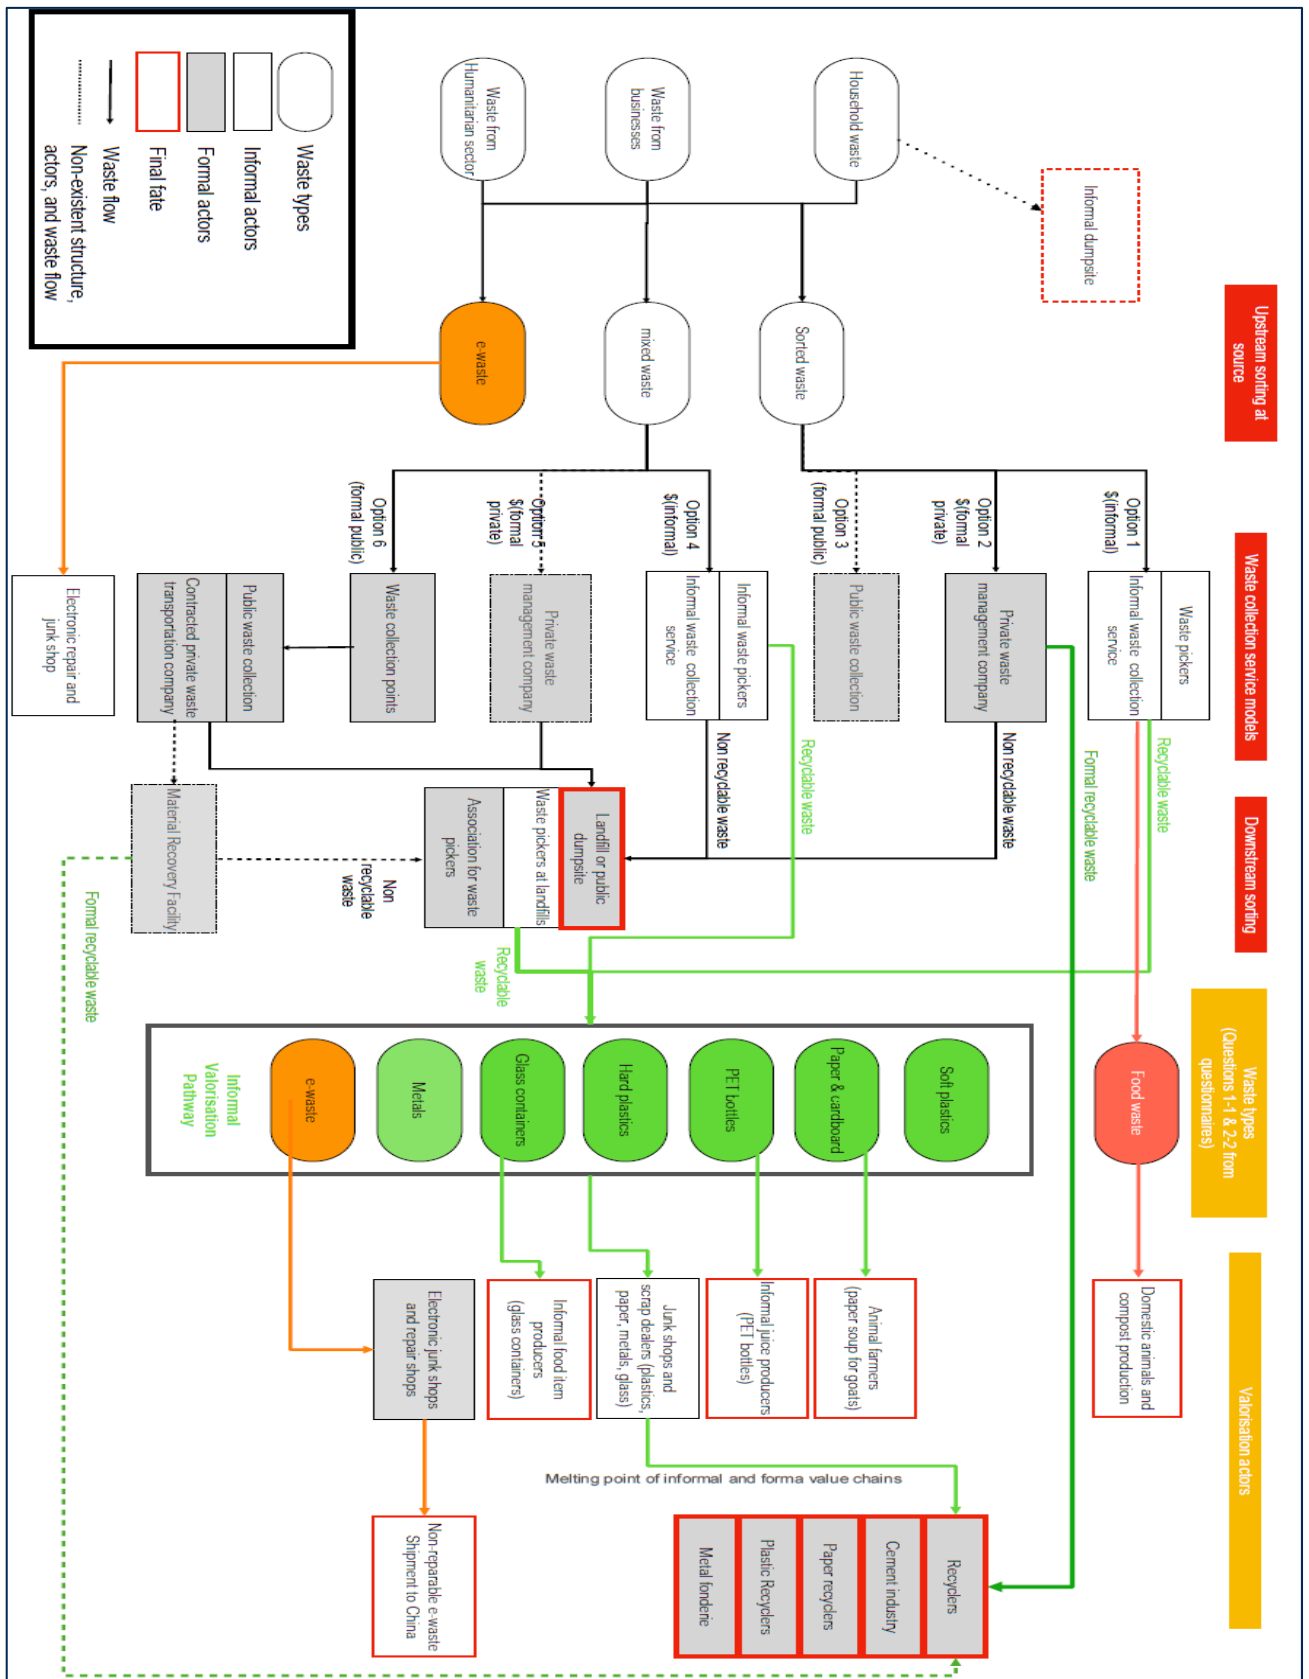 Upstream sorting at
source
Waste collection service models
Downstream sorting
Waste types
(Questions 1-1 & 2-2 from
questionnaires)
Valorisation actors
Informal dumpsite
Household waste
Waste from
businesses
Waste from
Humanitarian sector
Sorted waste
mixed waste
e-waste
Option 1
$(informal)
Option 2
$(formal
private)
Option 3
(formal public)
Option 4
$(informal)
Option 5
$(formal
private)
Option 6
(formal public)
Waste pickers
Informal waste collection
service
Private waste
management company
Public waste collection
Informal waste pickers
Informal waste collection
service
Private waste
management company
Waste collection points
Public waste collection
Contracted private waste
transportation company
Electronic repair and
junk shop
Recyclable waste
Formal recyclable waste
Non recyclable waste
Recyclable waste
Non recyclable waste
Landfill or public
dumpsite
Waste pickers at landfills
Association for waste
pickers
Recyclable
waste
Non
recyclable
waste
Material Recovery Facility
Formal recyclable waste
Food waste
Soft plastics
Paper & cardboard
PET bottles
Hard plastics
Glass containers
Metals
e-waste
Informal
Valorisation
Pathway
Domestic animals and
compost production
Animal farmers
(paper soup for goats)
Informal juice producers
(PET bottles)
Junk shops and
scrap dealers (plastics,
paper, metals, glass)
Informal food item
producers
(glass containers)
Electronic junk shops
and repair shops
Melting point of informal and forma value chains
Recyclers
Cement industry
Paper recyclers
Plastic Recyclers
Metal fonderie
Non-reparable e-waste
Shipment to China
Waste types
Informal actors
Formal actors
Final fate
Waste flow
Non-existent structure,
actors, and waste flow